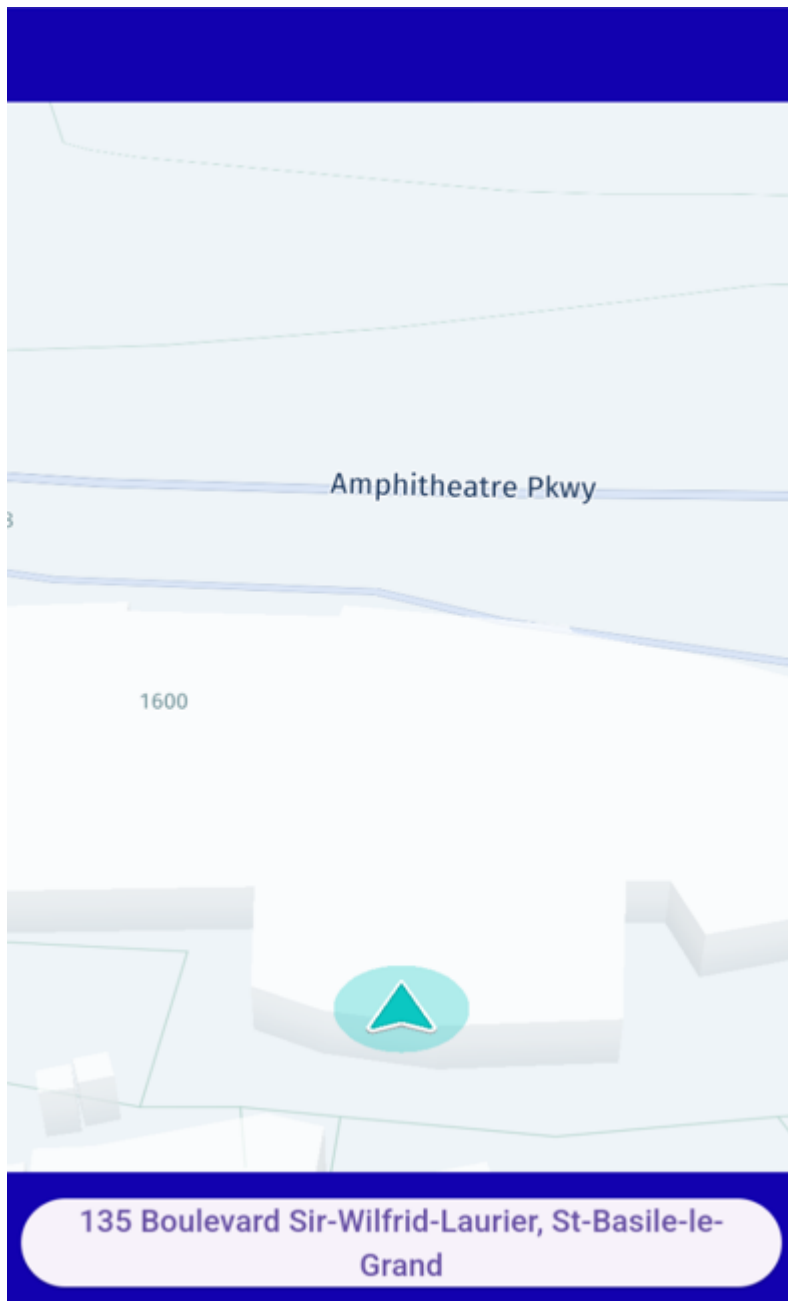 Amphitheatre Pkwy
1600
135 Boulevard Sir-Wilfrid-Laurier, St-Basile-le-
Grand